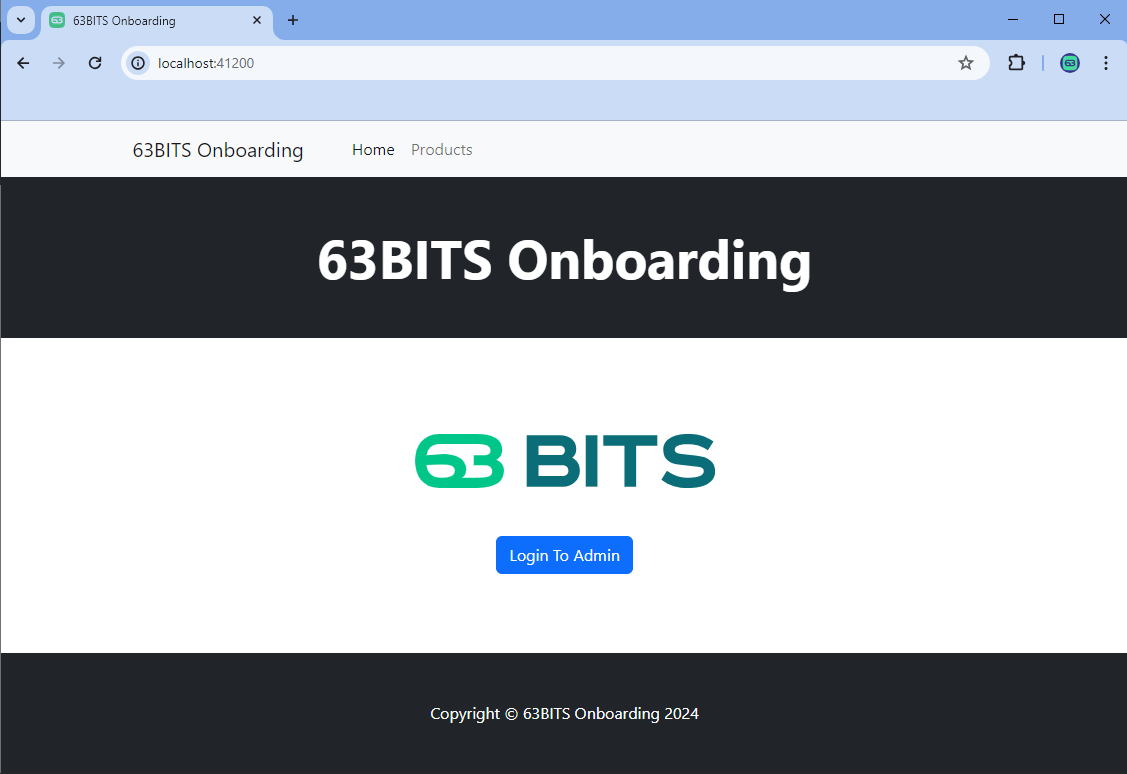 63BITS Onboarding
localhost:41200
63BITS Onboarding
Home
Products
63BITS Onboarding
63 BITS
Login To Admin
Copyright © 63BITS Onboarding 2024